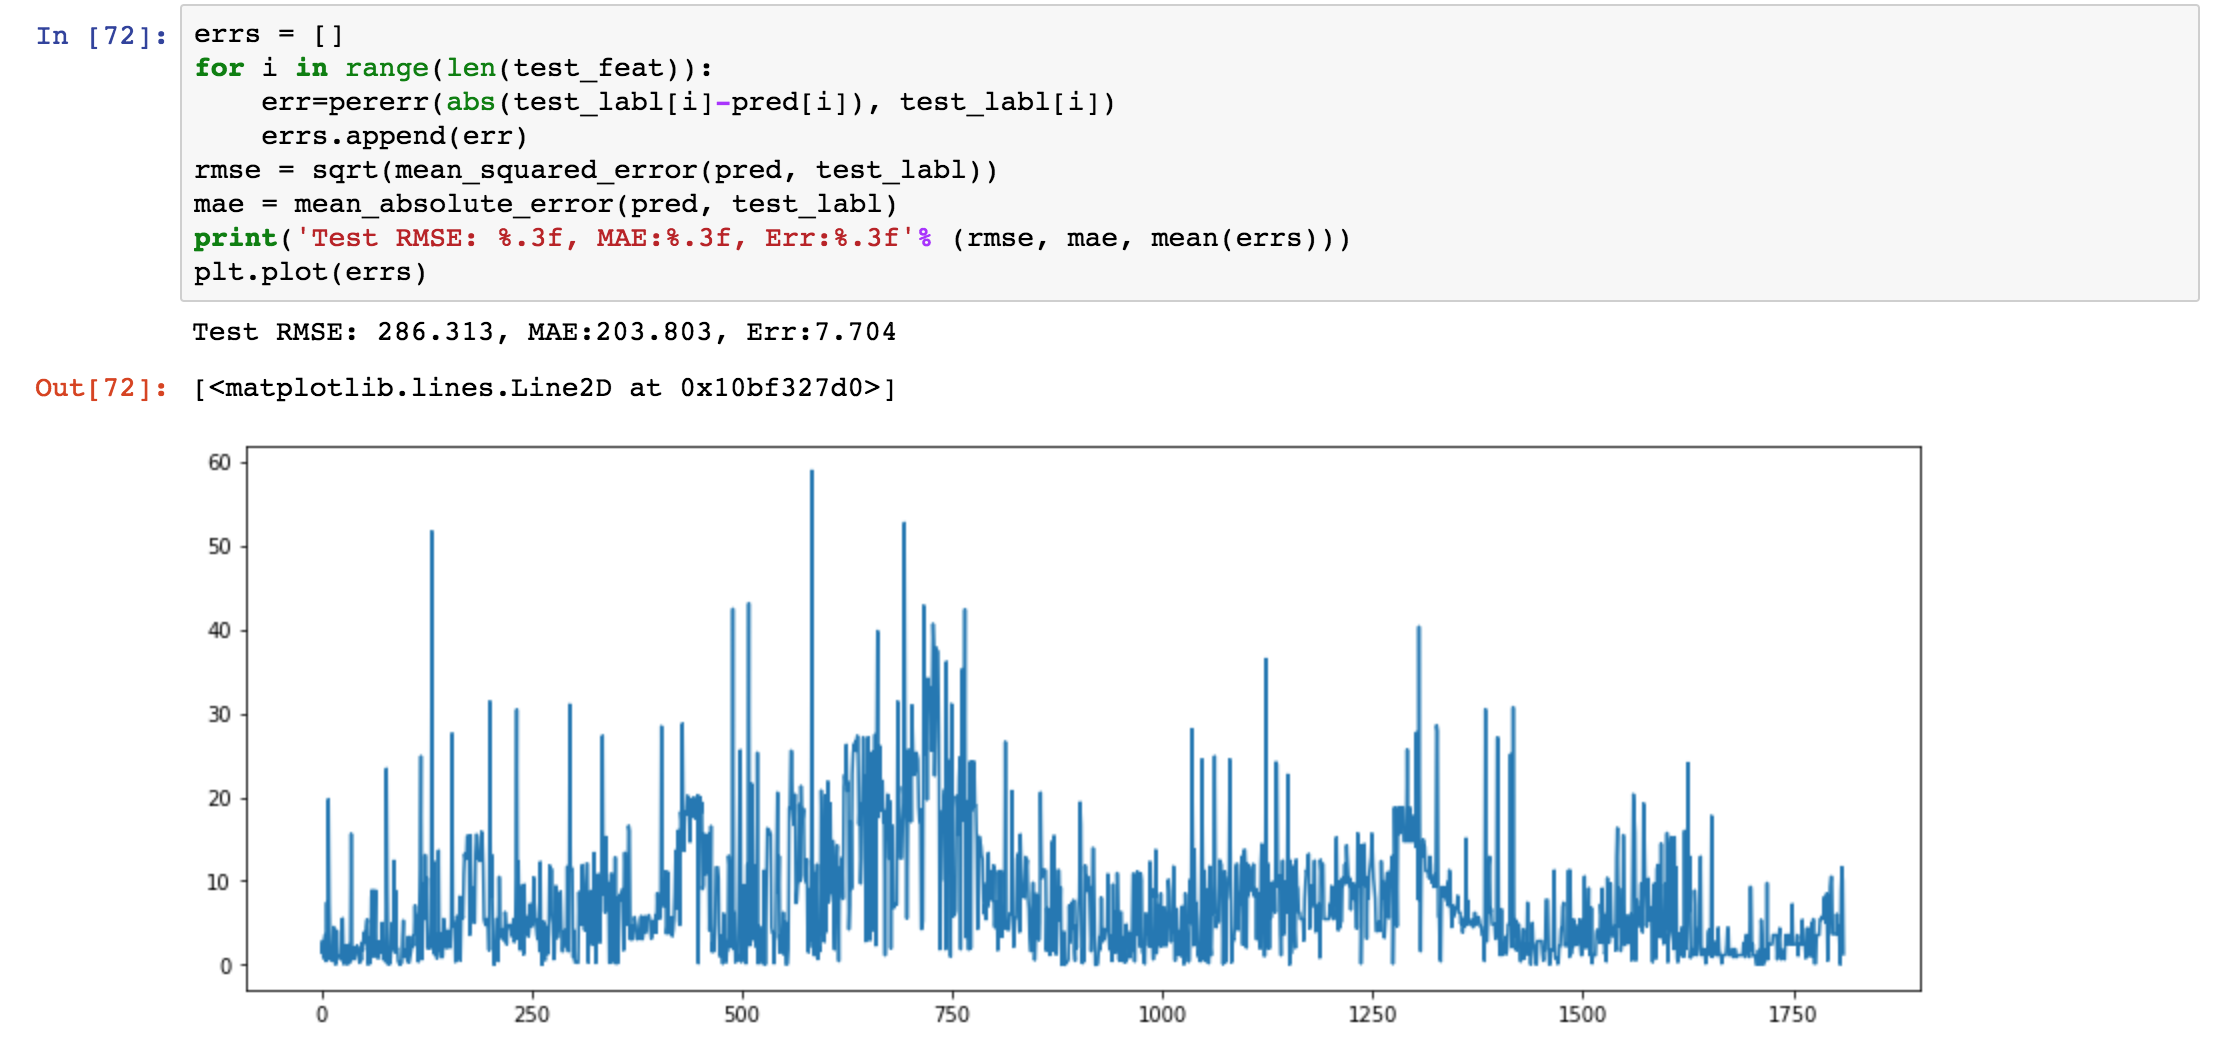 In [72]:
errs = []
for i in range(len(test_feat)):
    err=pererr(abs(test_labl[i]-pred[i]), test_labl[i])
    errs.append(err)
rmse = sqrt(mean_squared_error(pred, test_labl))
mae = mean_absolute_error(pred, test_labl)
print('Test RMSE: %.3f, MAE:%.3f, Err:%.3f'% (rmse, mae, mean(errs)))
plt.plot(errs)
Test RMSE: 286.313, MAE:203.803, Err:7.704
Out[72]: [<matplotlib.lines.Line2D at 0x10bf327d0>]
60
50
40
30
20
10
0
0 250 500 750 1000 1250 1500 1750